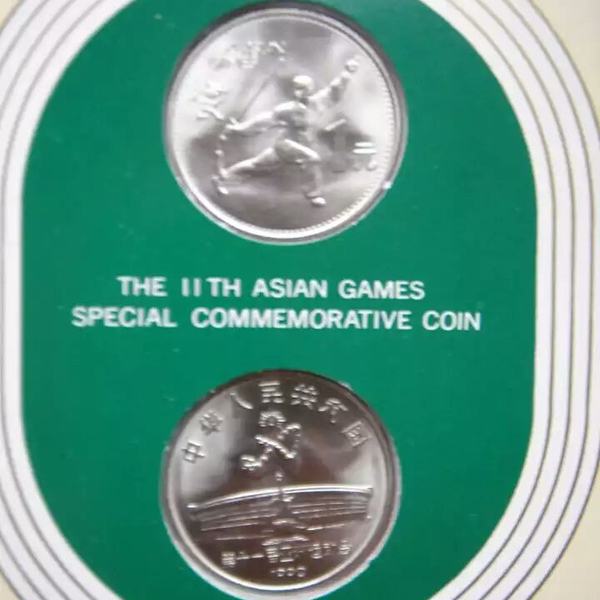 THE 11TH ASIAN GAMES
SPECIAL COMMEMORATIVE COIN
中华人民共和国
1990